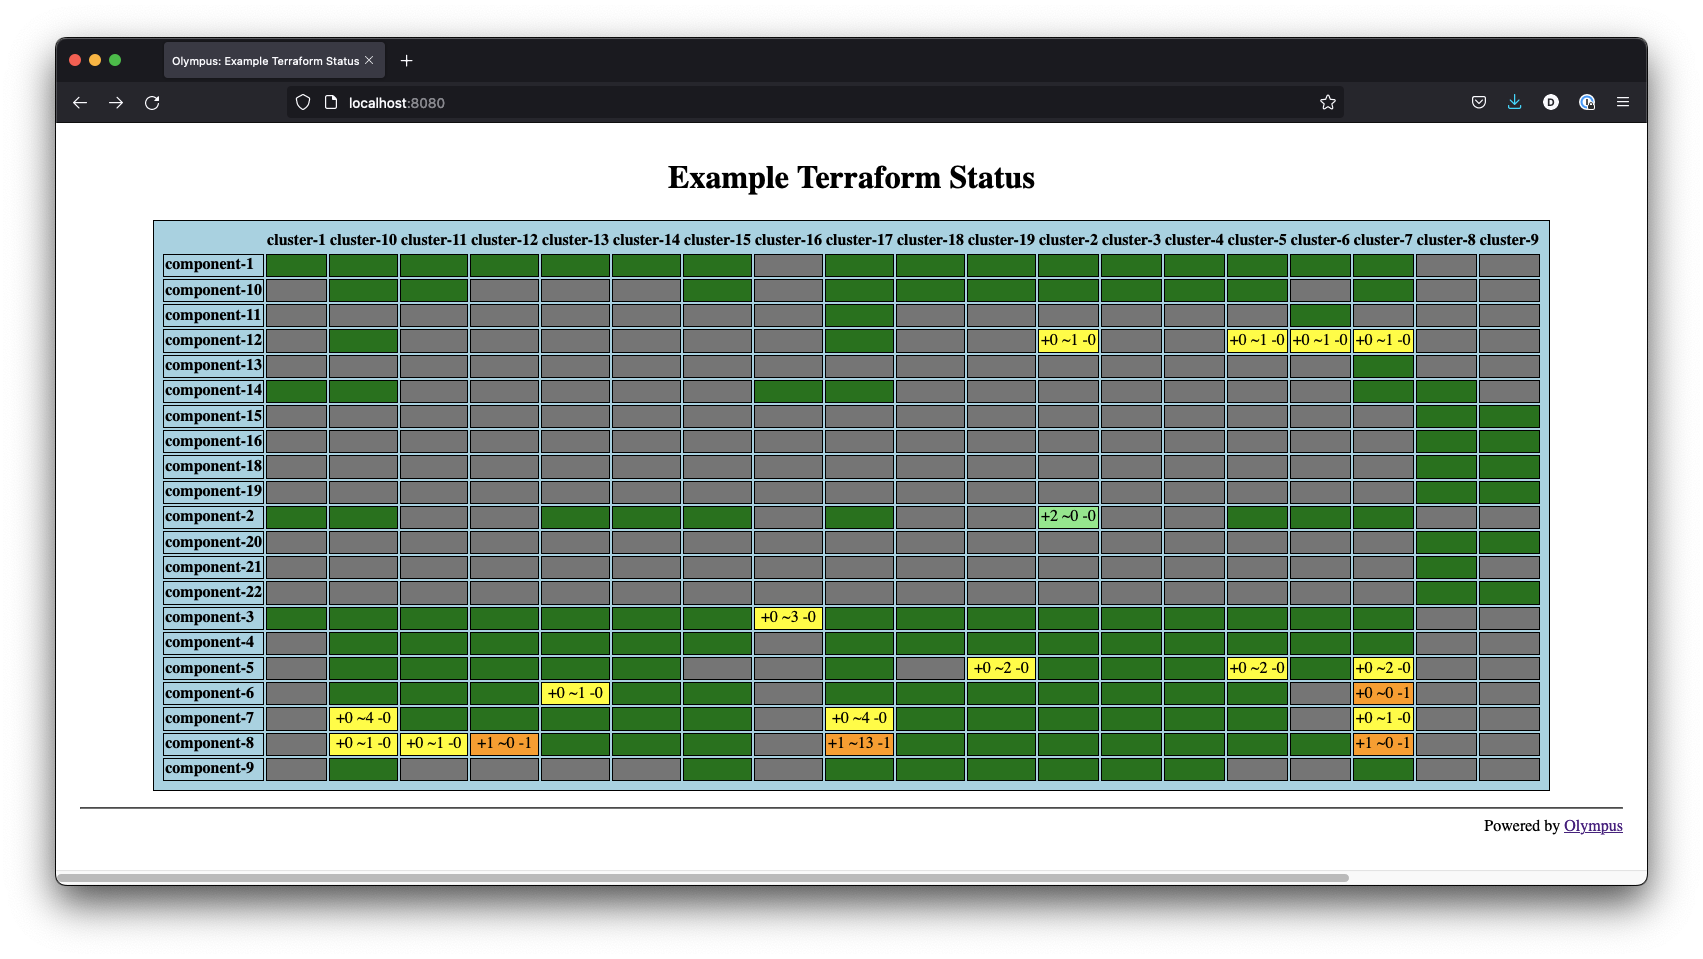 Olympus: Example Terraform Status
localhost:8080
D
Example Terraform Status
cluster-1 cluster-10 cluster-11 cluster-12 cluster-13 cluster-14 cluster-15 cluster-16 cluster-17 cluster-18 cluster-19 cluster-2 cluster-3 cluster-4 cluster-5 cluster-6 cluster-7 cluster-8 cluster-9
component-1
component-10
component-11
component-12 +0 ~1 -0 +0 ~1 -0 +0 ~1 -0 +0 ~1 -0
component-13
component-14
component-15
component-16
component-18
component-19
component-2 +2 ~0 -0
component-20
component-21
component-22
component-3 +0 ~3 -0
component-4
component-5 +0 ~2 -0 +0 ~2 -0 +0 ~2 -0
component-6 +0 ~1 -0 +0 ~0 -1
component-7 +0 ~4 -0 +0 ~4 -0 +0 ~1 -0
component-8 +0 ~1 -0 +0 ~1 -0 +1 ~0 -1 +1 ~13 -1 +1 ~0 -1
component-9
Powered by Olympus